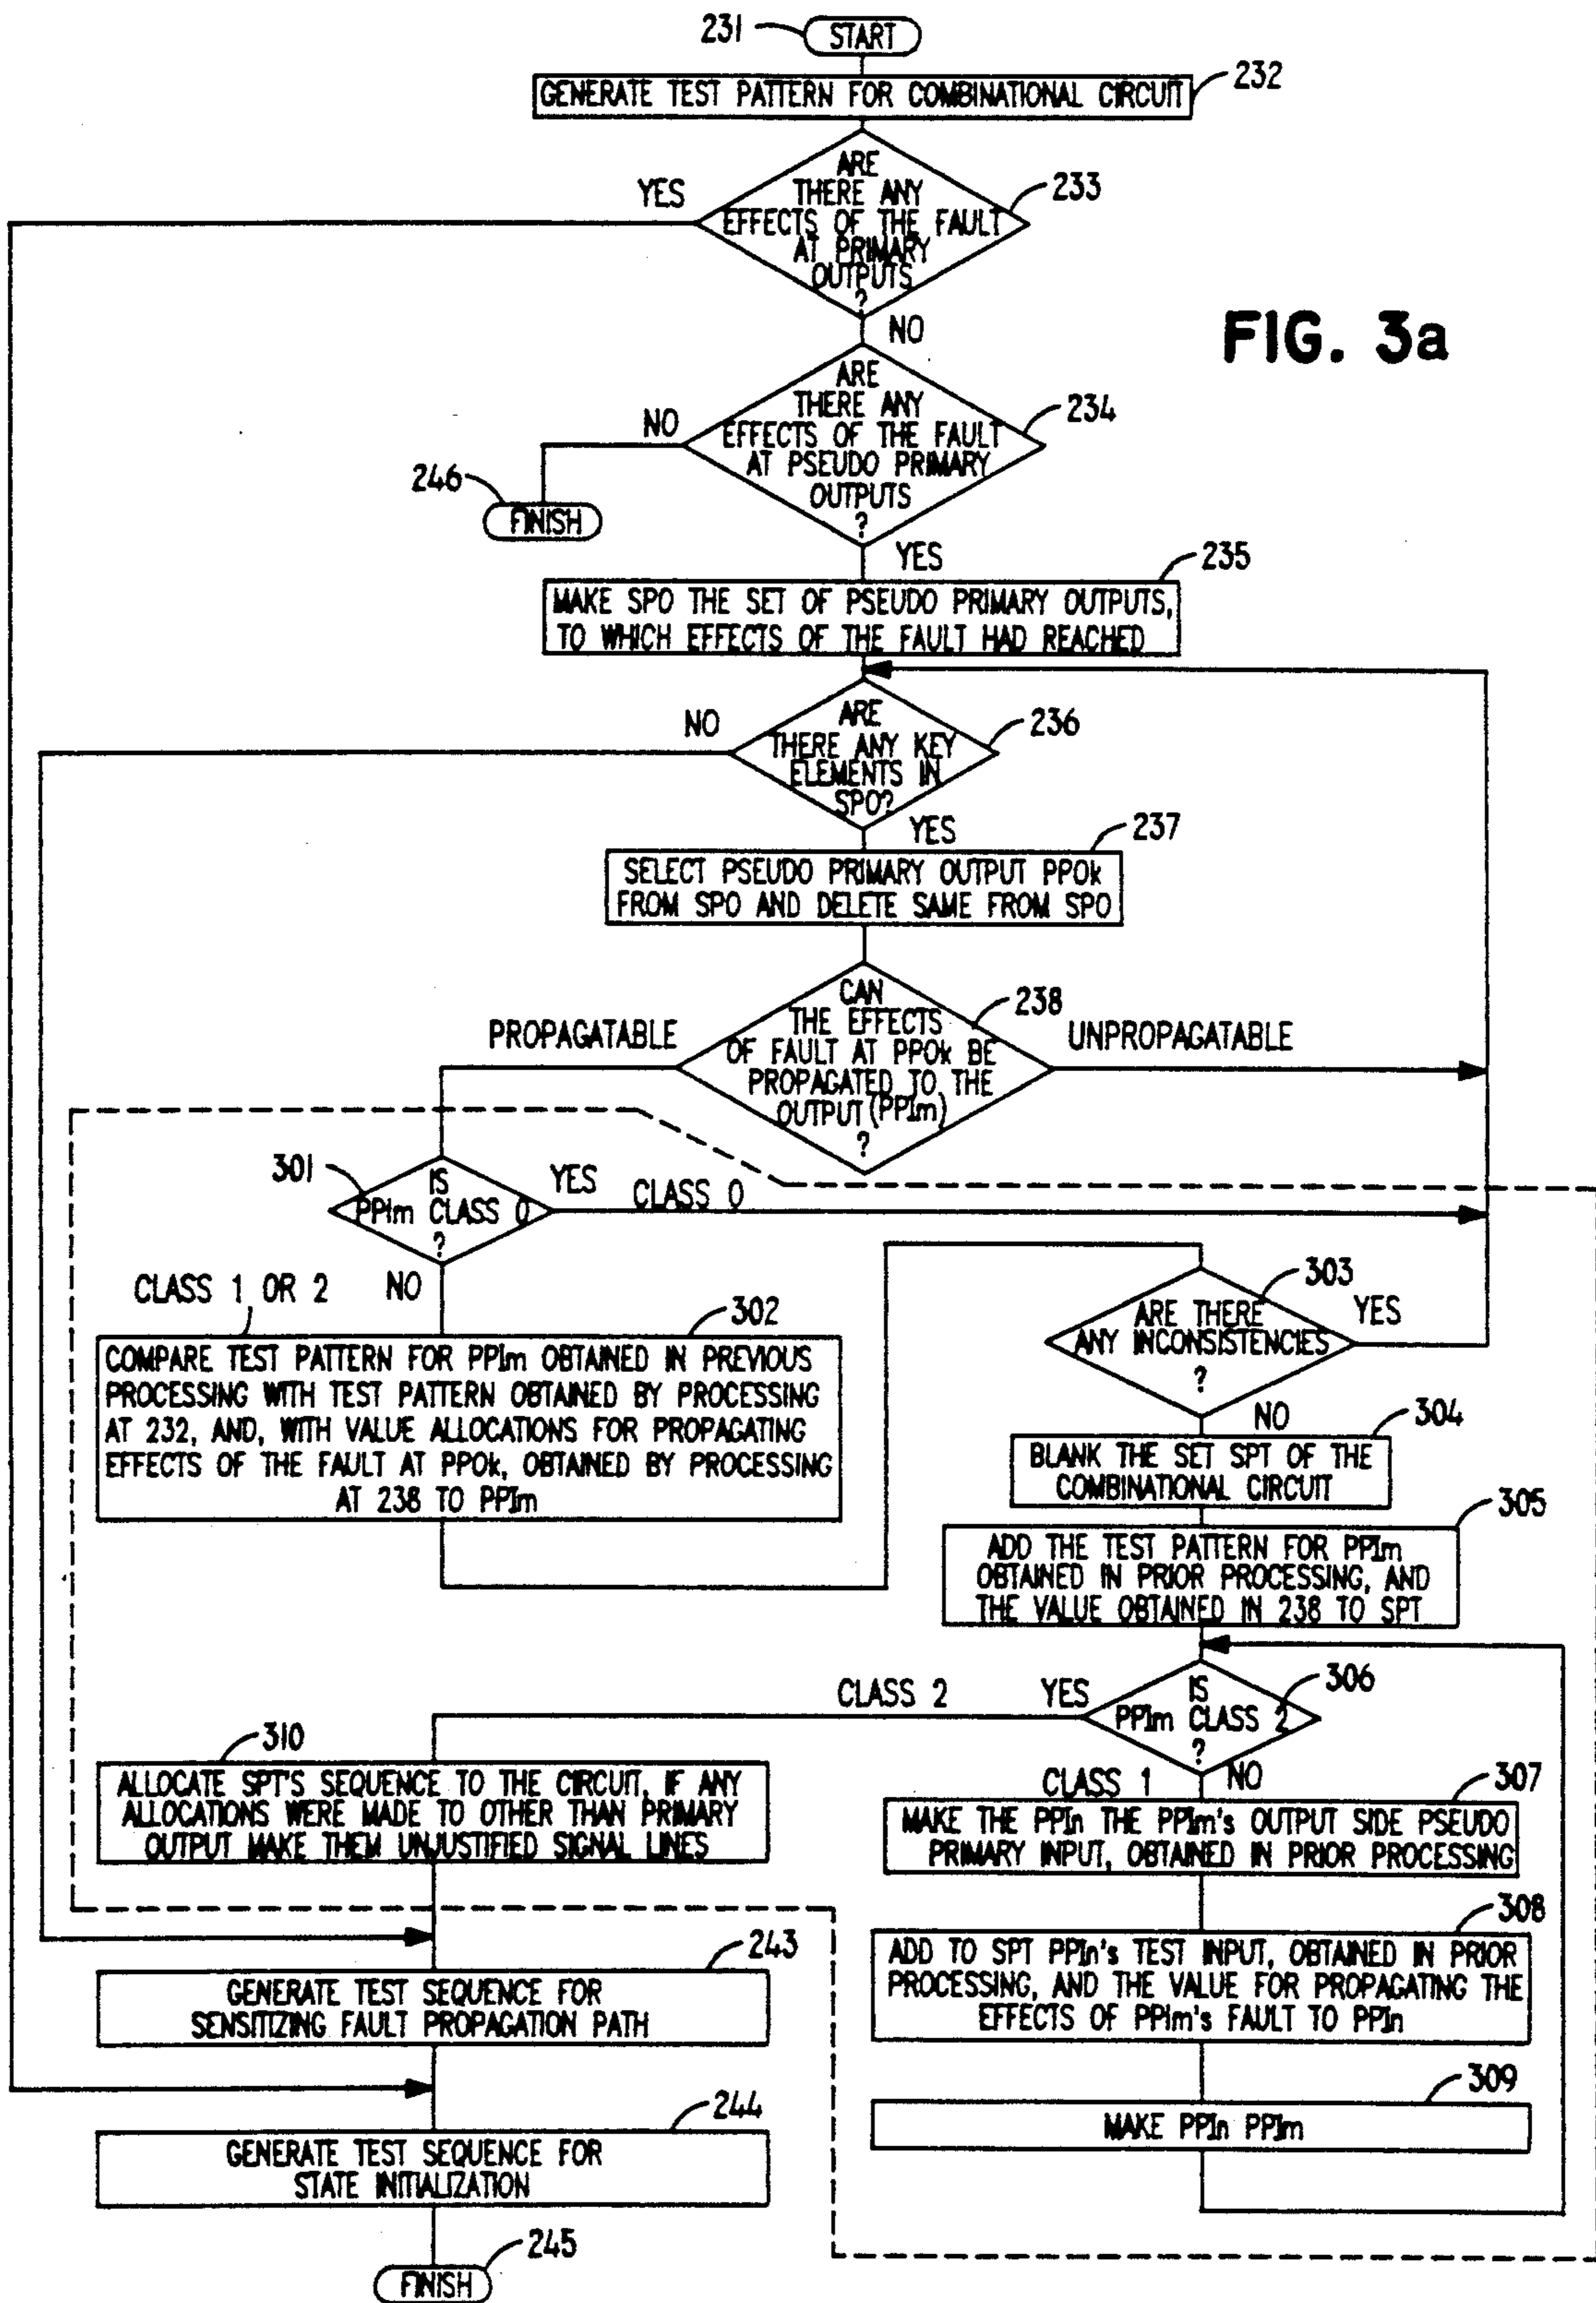 231
START
232
GENERATE TEST PATTERN FOR COMBINATIONAL CIRCUIT
233
ARE
THERE ANY
EFFECTS OF THE FAULT
AT PRIMARY
OUTPUTS
?
YES
NO
FIG. 3a
234
ARE
THERE ANY
EFFECTS OF THE FAULT
AT PSEUDO PRIMARY
OUTPUTS
?
NO
246
FINISH
YES
235
MAKE SPO THE SET OF PSEUDO PRIMARY OUTPUTS,
TO WHICH EFFECTS OF THE FAULT HAD REACHED
NO
236
ARE
THERE ANY KEY
ELEMENTS IN
SPO?
YES
237
SELECT PSEUDO PRIMARY OUTPUT PPOk
FROM SPO AND DELETE SAME FROM SPO
238
CAN
THE EFFECTS
OF FAULT AT PPOk BE
PROPAGATED TO THE
OUTPUT (PPIm)
?
PROPAGATABLE
UNPROPAGATABLE
301
IS
PPIm CLASS 0
?
YES
CLASS 0
CLASS 1 OR 2
NO
302
COMPARE TEST PATTERN FOR PPIm OBTAINED IN PREVIOUS
PROCESSING WITH TEST PATTERN OBTAINED BY PROCESSING
AT 232, AND, WITH VALUE ALLOCATIONS FOR PROPAGATING
EFFECTS OF THE FAULT AT PPOk, OBTAINED BY PROCESSING
AT 238 TO PPIm
303
ARE THERE
ANY INCONSISTENCIES
?
YES
NO
304
BLANK THE SET SPT OF THE
COMBINATIONAL CIRCUIT
305
ADD THE TEST PATTERN FOR PPIm
OBTAINED IN PRIOR PROCESSING, AND
THE VALUE OBTAINED IN 238 TO SPT
306
IS
PPIm CLASS 2
?
CLASS 2
YES
CLASS 1
NO
310
ALLOCATE SPT'S SEQUENCE TO THE CIRCUIT, IF ANY
ALLOCATIONS WERE MADE TO OTHER THAN PRIMARY
OUTPUT MAKE THEM UNJUSTIFIED SIGNAL LINES
307
MAKE THE PPIn THE PPIm's OUTPUT SIDE PSEUDO
PRIMARY INPUT, OBTAINED IN PRIOR PROCESSING
308
ADD TO SPT PPIn's TEST INPUT, OBTAINED IN PRIOR
PROCESSING, AND THE VALUE FOR PROPAGATING THE
EFFECTS OF PPIm's FAULT TO PPIn
309
MAKE PPIn PPIm
243
GENERATE TEST SEQUENCE FOR
SENSITIZING FAULT PROPAGATION PATH
244
GENERATE TEST SEQUENCE FOR
STATE INITIALIZATION
245
FINISH